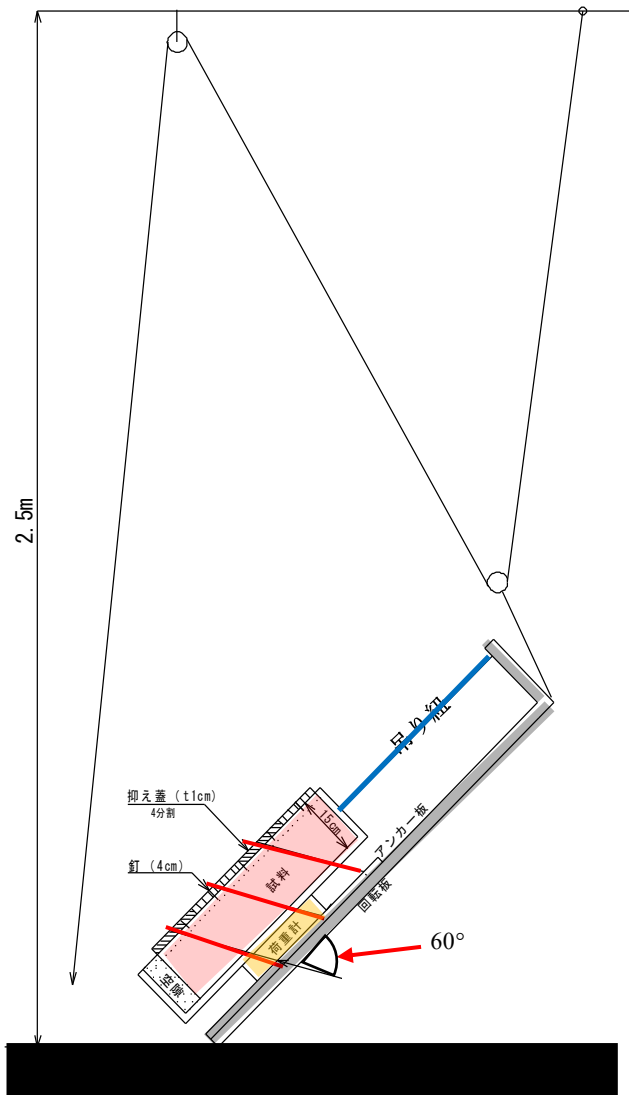 2.5m
吊り紐
抑え蓋（t1cm）
4分割
15cm
アンカー板
釘（4cm）
試料
回転板
荷重計
60°
空隙